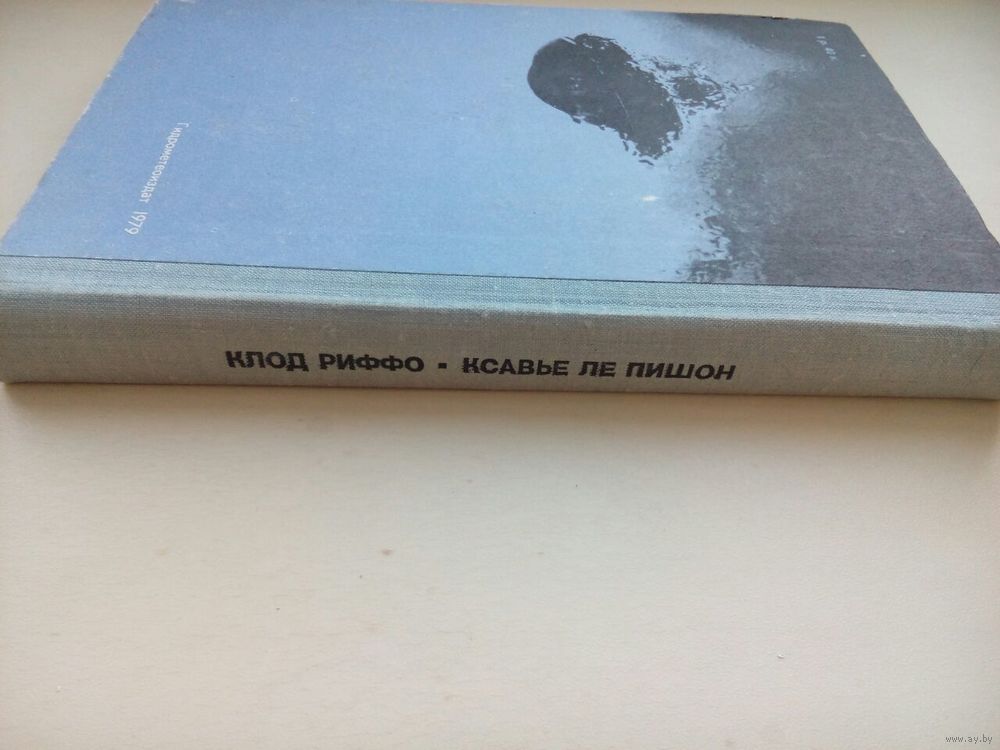 Гидрометеоиздат 1979
КЛОД РИФФО - КСАВЬЕ ЛЕ ПИШОН
www.ay.by